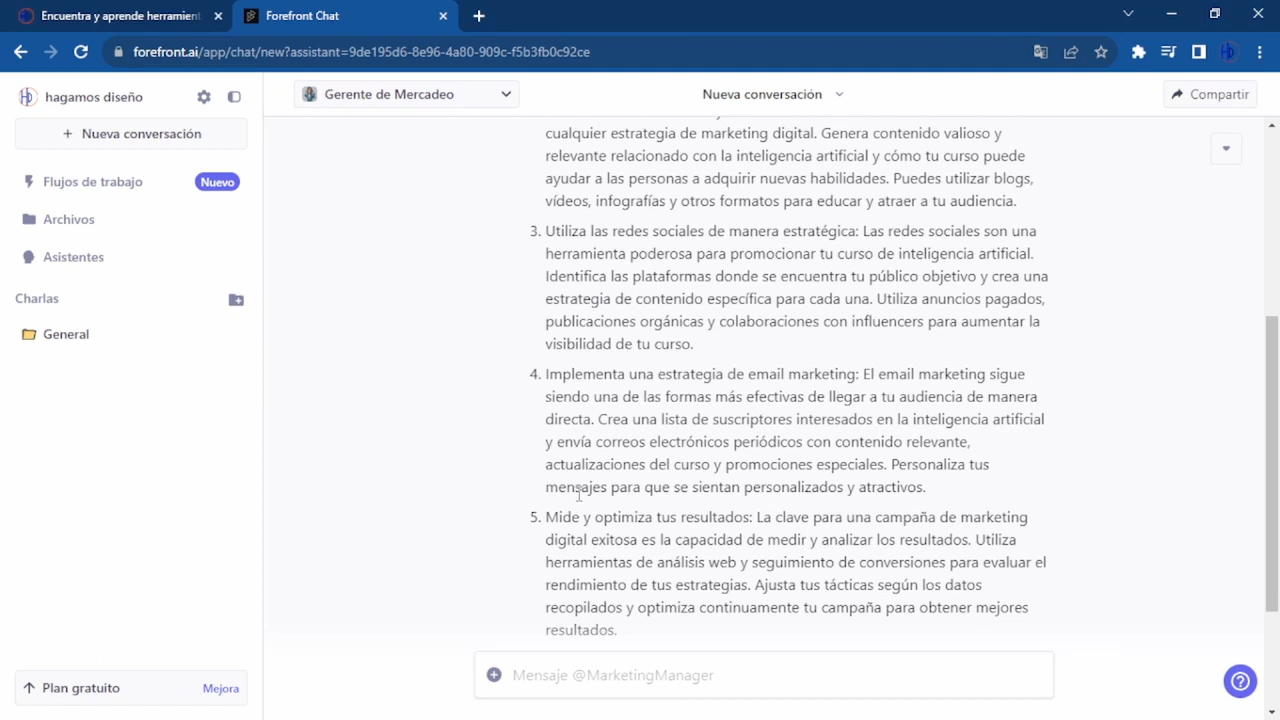 Encuentra y aprende herramient
Forefront Chat
forefront.ai/app/chat/new?assistant=9de195d6-8e96-4a80-909c-f5b3fb0c92ce
hagamos diseño
Gerente de Mercadeo
Nueva conversación
Compartir
+ Nueva conversación
Flujos de trabajo
Nuevo
Archivos
Asistentes
Charlas
General
cualquier estrategia de marketing digital. Genera contenido valioso y
relevante relacionado con la inteligencia artificial y cómo tu curso puede
ayudar a las personas a adquirir nuevas habilidades. Puedes utilizar blogs,
vídeos, infografías y otros formatos para educar y atraer a tu audiencia.
3. Utiliza las redes sociales de manera estratégica: Las redes sociales son una
herramienta poderosa para promocionar tu curso de inteligencia artificial.
Identifica las plataformas donde se encuentra tu público objetivo y crea una
estrategia de contenido específica para cada una. Utiliza anuncios pagados,
publicaciones orgánicas y colaboraciones con influencers para aumentar la
visibilidad de tu curso.
4. Implementa una estrategia de email marketing: El email marketing sigue
siendo una de las formas más efectivas de llegar a tu audiencia de manera
directa. Crea una lista de suscriptores interesados en la inteligencia artificial
y envía correos electrónicos periódicos con contenido relevante,
actualizaciones del curso y promociones especiales. Personaliza tus
mensajes para que se sientan personalizados y atractivos.
5. Mide y optimiza tus resultados: La clave para una campaña de marketing
digital exitosa es la capacidad de medir y analizar los resultados. Utiliza
herramientas de análisis web y seguimiento de conversiones para evaluar el
rendimiento de tus estrategias. Ajusta tus tácticas según los datos
recopilados y optimiza continuamente tu campaña para obtener mejores
resultados.
Mensaje @MarketingManager
Plan gratuito
Mejora